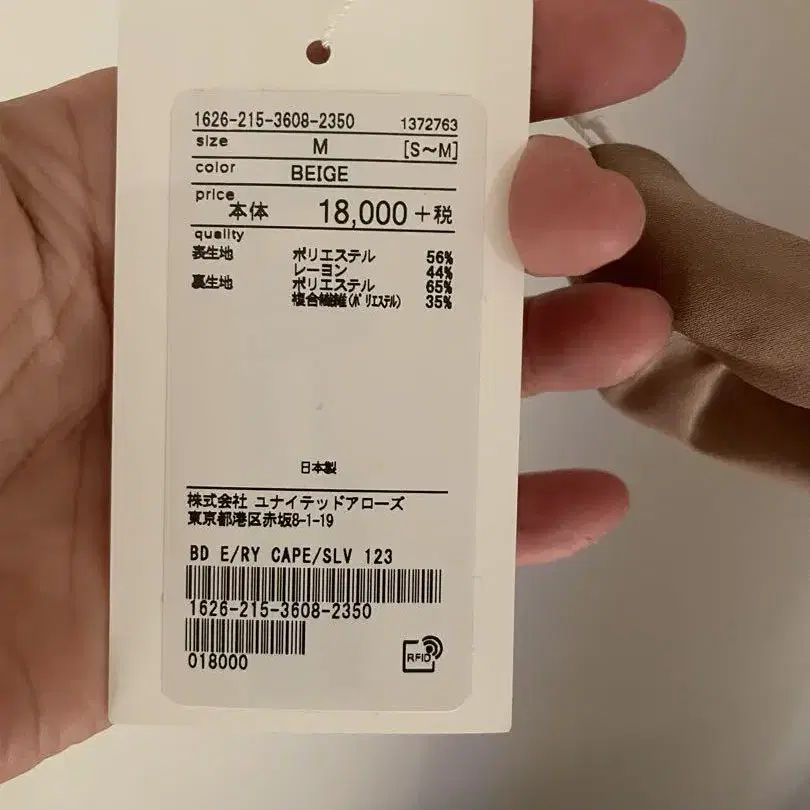 1626-215-3608-2350 1372763
size M [S～M]
color BEIGE
price
本体 18,000+税
quality
表生地 ポリエステル 56%
レーヨン 44%
裏生地 ポリエステル 65%
複合繊維(ﾎﾟﾘｴｽﾃﾙ) 35%
日本製
株式会社 ユナイテッドアローズ
東京都港区赤坂8-1-19
BD E/RY CAPE/SLV 123
1626-215-3608-2350
018000
RFID